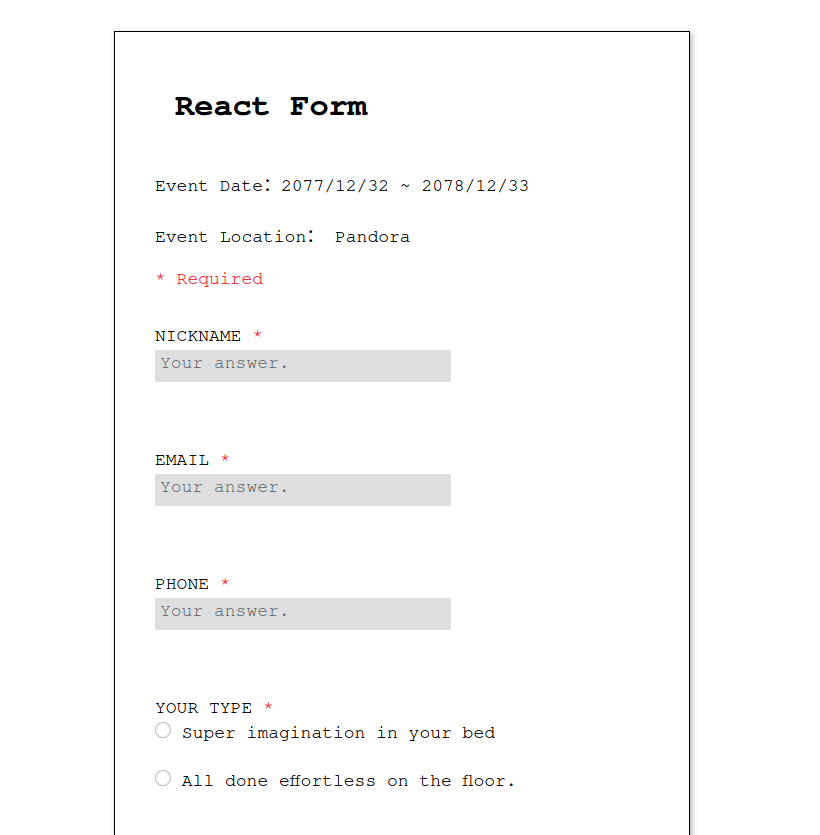 React Form
Event Date：2077/12/32 ~ 2078/12/33
Event Location： Pandora
* Required
NICKNAME *
Your answer.
EMAIL *
Your answer.
PHONE *
Your answer.
YOUR TYPE *
Super imagination in your bed
All done effortless on the floor.